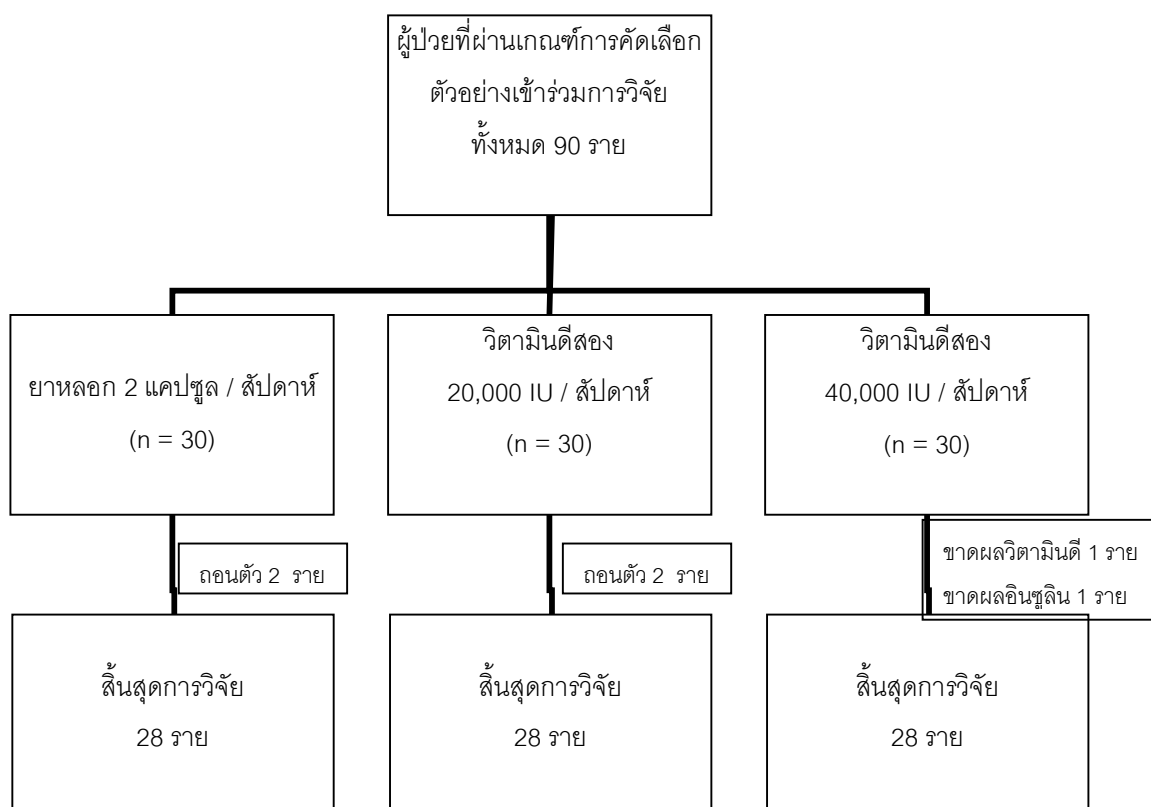 ผู้ป่วยที่ผ่านเกณฑ์การคัดเลือก
ตัวอย่างเข้าร่วมการวิจัย
ทั้งหมด 90 ราย
ยาหลอก 2 แคปซูล / สัปดาห์
(n = 30)
วิตามินดีสอง
20,000 IU / สัปดาห์
(n = 30)
วิตามินดีสอง
40,000 IU / สัปดาห์
(n = 30)
ถอนตัว 2 ราย
ถอนตัว 2 ราย
ขาดผลวิตามินดี 1 ราย
ขาดผลอินซูลิน 1 ราย
สิ้นสุดการวิจัย
28 ราย
สิ้นสุดการวิจัย
28 ราย
สิ้นสุดการวิจัย
28 ราย